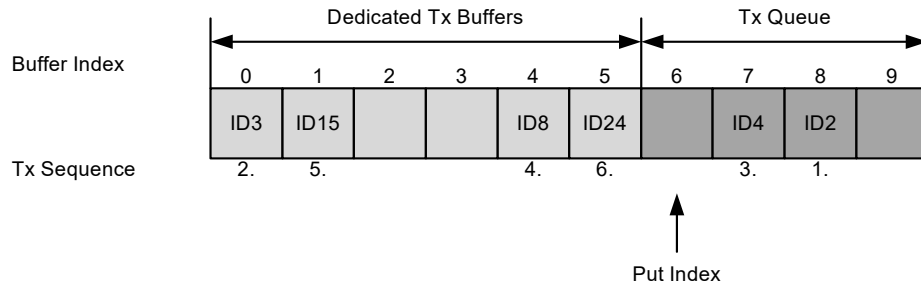 Dedicated Tx Buffers Tx Queue
Buffer Index 0 1 2 3 4 5 6 7 8 9
ID3 ID15 ID8 ID24 ID4 ID2
Tx Sequence 2. 5. 4. 6. 3. 1.
Put Index